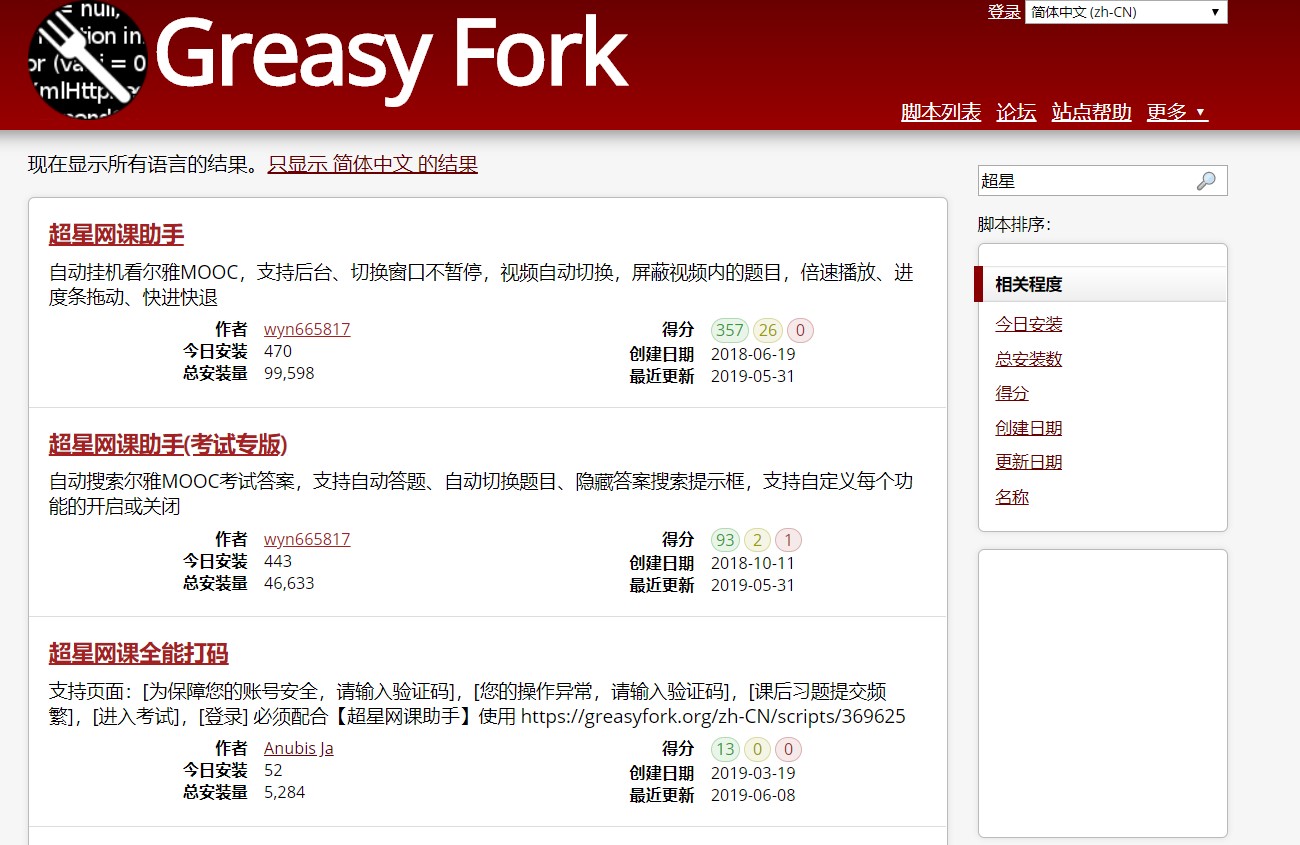 = null,
tion in
or (va i = 0
mlHttp
Greasy Fork
登录 简体中文 (zh-CN)
脚本列表 论坛 站点帮助 更多
现在显示所有语言的结果。只显示 简体中文 的结果
超星网课助手
自动挂机看尔雅MOOC，支持后台、切换窗口不暂停，视频自动切换，屏蔽视频内的题目，倍速播放、进
度条拖动、快进快退
作者 wyn665817 得分 357 26 0
今日安装 470 创建日期 2018-06-19
总安装量 99,598 最近更新 2019-05-31
超星网课助手(考试专版)
自动搜索尔雅MOOC考试答案，支持自动答题、自动切换题目、隐藏答案搜索提示框，支持自定义每个功
能的开启或关闭
作者 wyn665817 得分 93 2 1
今日安装 443 创建日期 2018-10-11
总安装量 46,633 最近更新 2019-05-31
超星网课全能打码
支持页面：[为保障您的账号安全，请输入验证码]，[您的操作异常，请输入验证码]，[课后习题提交频
繁]，[进入考试]，[登录] 必须配合【超星网课助手】使用 https://greasyfork.org/zh-CN/scripts/369625
作者 Anubis Ja 得分 13 0 0
今日安装 52 创建日期 2019-03-19
总安装量 5,284 最近更新 2019-06-08
超星
脚本排序：
相关程度
今日安装
总安装数
得分
创建日期
更新日期
名称